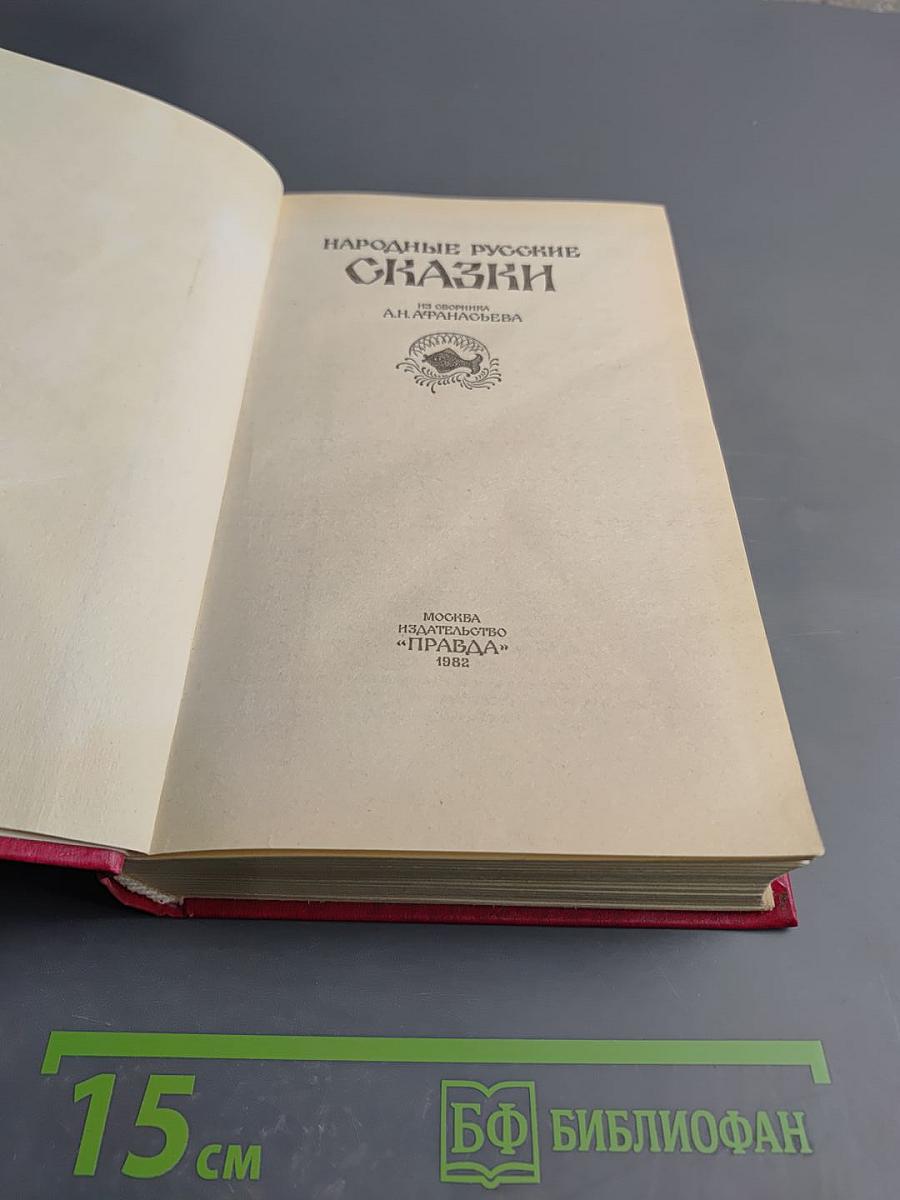 НАРОДНЫЕ РУССКИЕ
СКАЗКИ
ИЗ СБОРНИКА
А.Н.АФАНАСЬЕВА
МОСКВА
ИЗДАТЕЛЬСТВО
«ПРАВДА»
1982
15 см
БФ БИБЛИОФАН